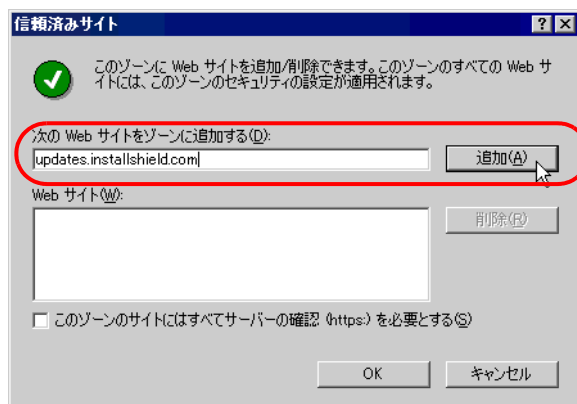 信頼済みサイト
このゾーンに Web サイトを追加/削除できます。このゾーンのすべての Web サ
イトには、このゾーンのセキュリティの設定が適用されます。
次の Web サイトをゾーンに追加する(D):
updates.installshield.com
追加(A)
Web サイト(W):
削除(R)
このゾーンのサイトにはすべてサーバーの確認 (https:) を必要とする(S)
OK
キャンセル